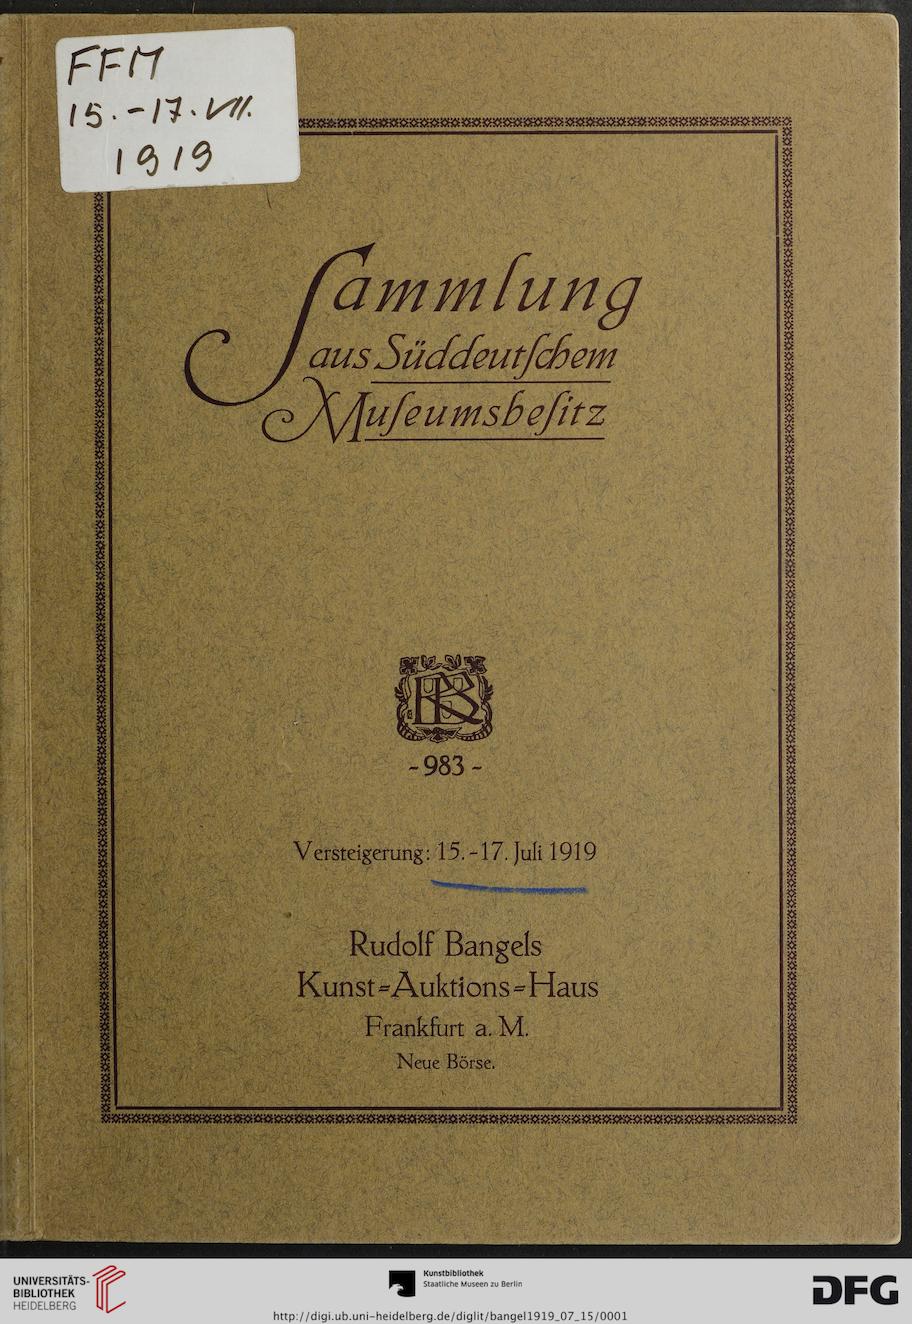 FFM
15.-17.VII.
1919
Sammlung
aus Süddeutſchem
Muſeumsbeſitz
RB
-983-
Versteigerung: 15.-17. Juli 1919
Rudolf Bangels
Kunst=Auktions=Haus
Frankfurt a. M.
Neue Börse.
UNIVERSITÄTS-
BIBLIOTHEK
HEIDELBERG
Kunstbibliothek
Staatliche Museen zu Berlin
DFG
http://digi.ub.uni-heidelberg.de/diglit/bangel1919_07_15/0001